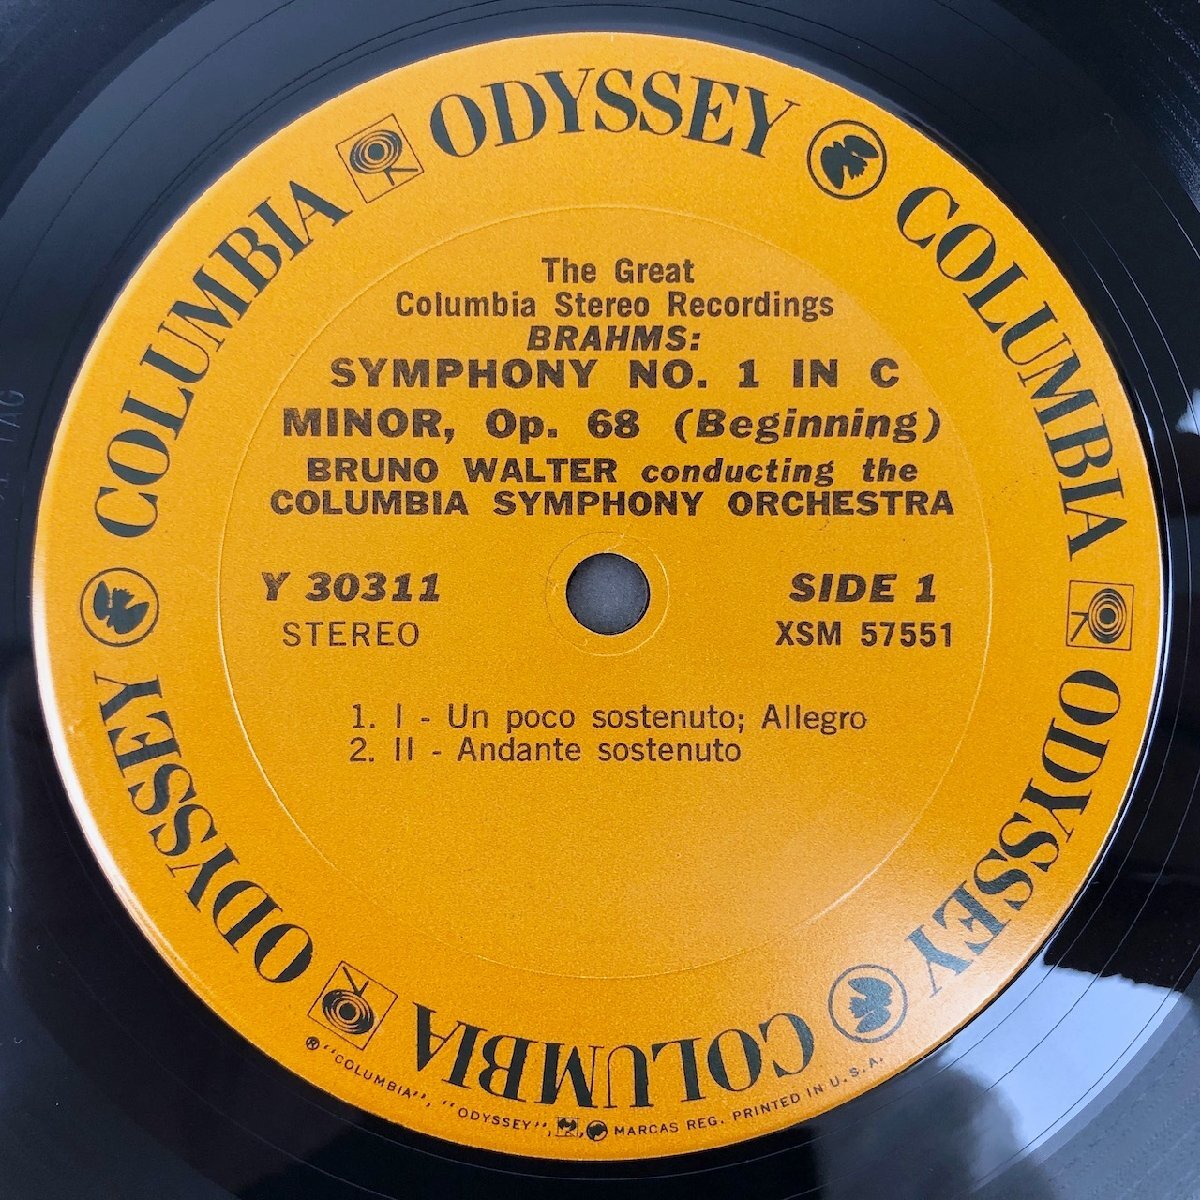 COLUMBIA ODYSSEY COLUMBIA ODYSSEY COLUMBIA ODYSSEY
The Great
Columbia Stereo Recordings
BRAHMS:
SYMPHONY NO. 1 IN C
MINOR, Op. 68 (Beginning)
BRUNO WALTER conducting the
COLUMBIA SYMPHONY ORCHESTRA
Y 30311
SIDE 1
STEREO
XSM 57551
1. I - Un poco sostenuto; Allegro
2. II - Andante sostenuto
® "COLUMBIA", "ODYSSEY", MARCAS REG. PRINTED IN U.S.A.